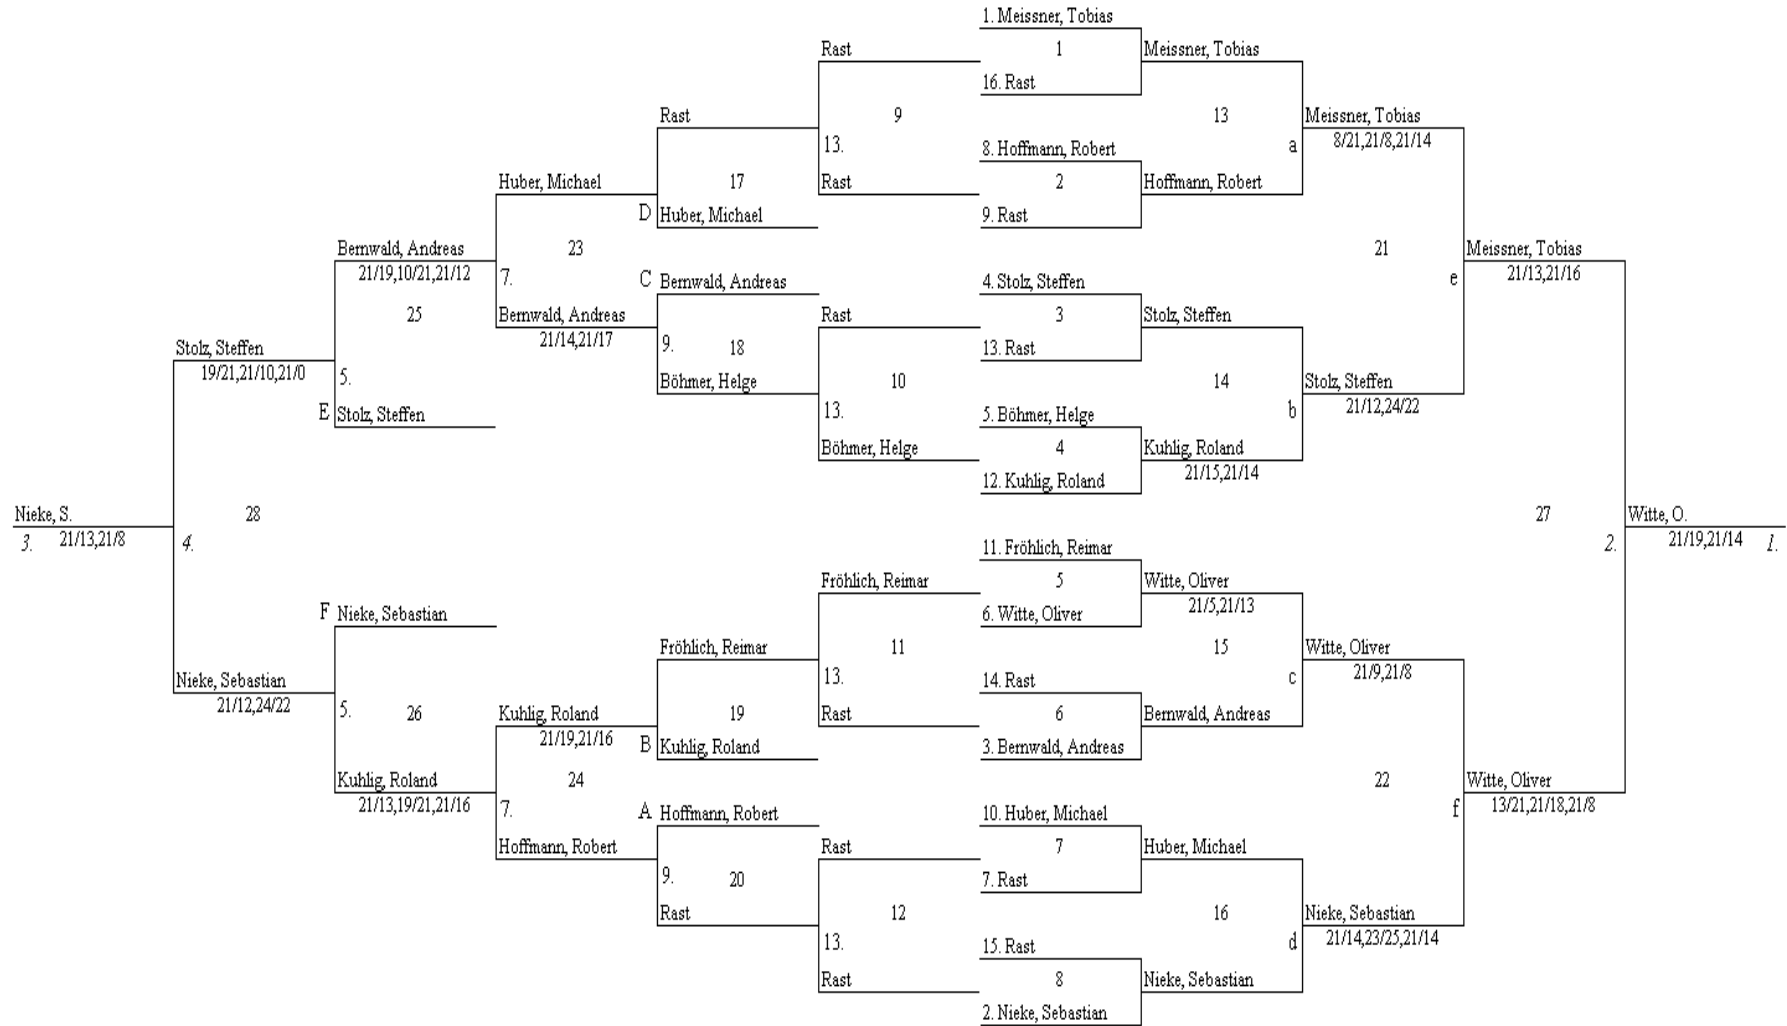 1. Meissner, Tobias
Rast
1
Meissner, Tobias
16. Rast
Rast
9
13
Meissner, Tobias
8/21,21/8,21/14
13.
8. Hoffmann, Robert
a
Huber, Michael
17
Rast
2
Hoffmann, Robert
D
Huber, Michael
9. Rast
Bernwald, Andreas
23
21
Meissner, Tobias
21/19,10/21,21/12
7.
C
Bernwald, Andreas
4. Stolz, Steffen
e
21/13,21/16
25
Bernwald, Andreas
Rast
3
Stolz, Steffen
21/14,21/17
Stolz, Steffen
9.
18
13. Rast
19/21,21/10,21/0
5.
Böhmer, Helge
10
14
Stolz, Steffen
E
Stolz, Steffen
13.
5. Böhmer, Helge
b
21/12,24/22
Böhmer, Helge
4
Kuhlig, Roland
21/15,21/14
12. Kuhlig, Roland
Nieke, S.
28
27
Witte, O.
3.
21/13,21/8
4.
2.
21/19,21/14
1.
11. Fröhlich, Reimar
Fröhlich, Reimar
5
Witte, Oliver
21/5,21/13
F
Nieke, Sebastian
6. Witte, Oliver
Fröhlich, Reimar
11
15
Witte, Oliver
21/9,21/8
Nieke, Sebastian
13.
14. Rast
c
21/12,24/22
5.
26
Kuhlig, Roland
19
Rast
6
Bernwald, Andreas
21/19,21/16
B
Kuhlig, Roland
3. Bernwald, Andreas
Kuhlig, Roland
24
22
Witte, Oliver
21/13,19/21,21/16
7.
A
Hoffmann, Robert
10. Huber, Michael
f
13/21,21/18,21/8
Hoffmann, Robert
Rast
7
Huber, Michael
9.
20
7. Rast
Rast
12
16
Nieke, Sebastian
13.
15. Rast
d
21/14,23/25,21/14
Rast
8
Nieke, Sebastian
2. Nieke, Sebastian